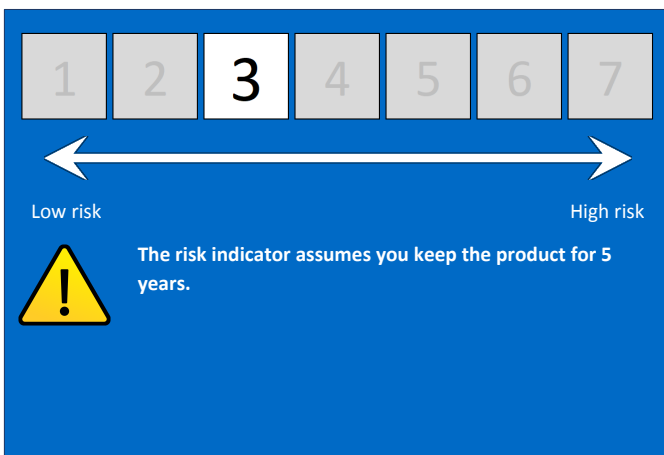 1 2 3 4 5 6 7
Low risk High risk
The risk indicator assumes you keep the product for 5
years.